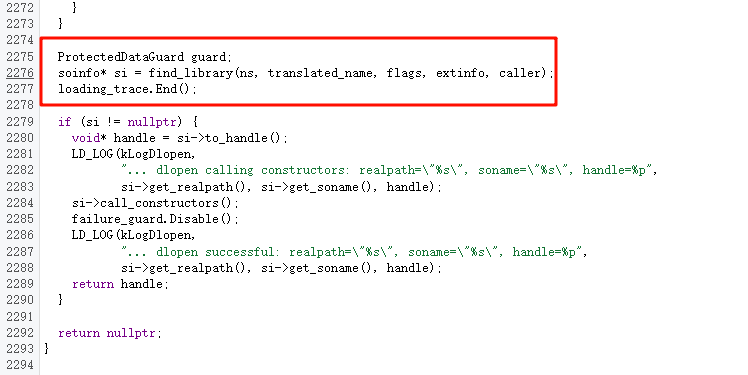 2272       }
2273     }
2274
2275     ProtectedDataGuard guard;
2276     soinfo* si = find_library(ns, translated_name, flags, extinfo, caller);
2277     loading_trace.End();
2278
2279     if (si != nullptr) {
2280       void* handle = si->to_handle();
2281       LD_LOG(kLogDlopen,
2282              "... dlopen calling constructors: realpath=\"%s\", soname=\"%s\", handle=%p",
2283              si->get_realpath(), si->get_soname(), handle);
2284       si->call_constructors();
2285       failure_guard.Disable();
2286       LD_LOG(kLogDlopen,
2287              "... dlopen successful: realpath=\"%s\", soname=\"%s\", handle=%p",
2288              si->get_realpath(), si->get_soname(), handle);
2289       return handle;
2290     }
2291
2292     return nullptr;
2293   }
2294